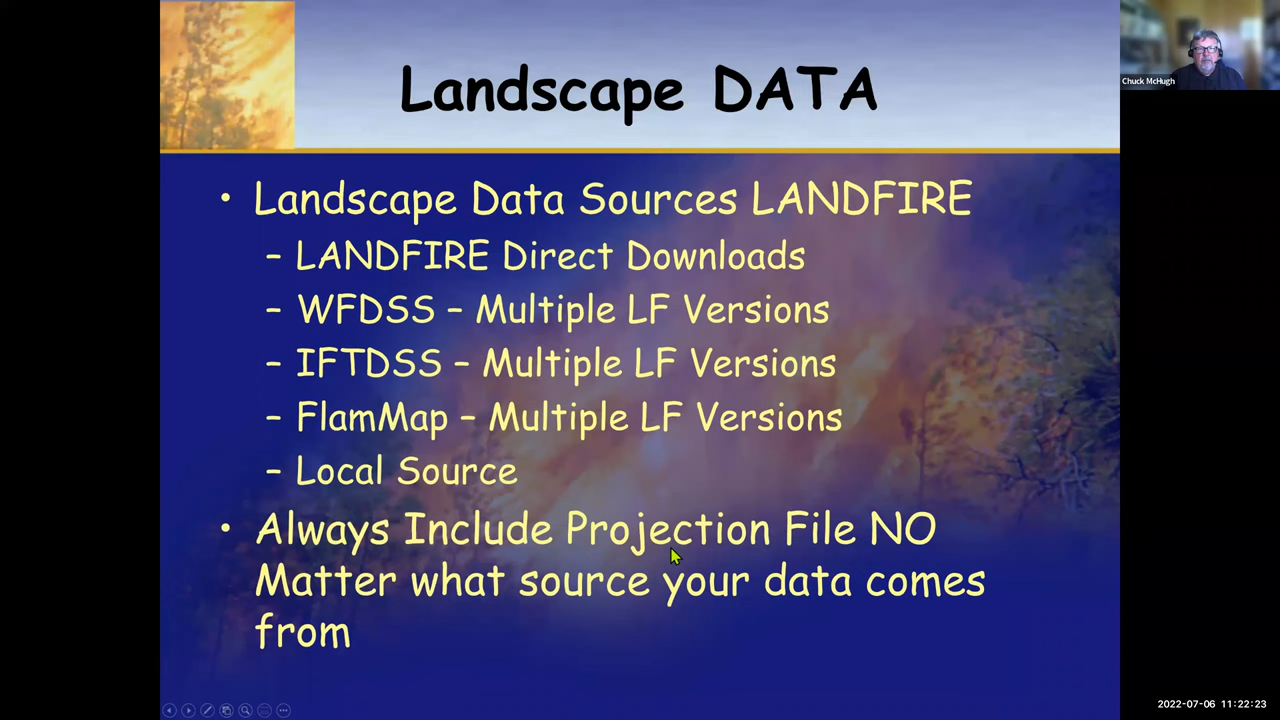 Landscape DATA
• Landscape Data Sources LANDFIRE
– LANDFIRE Direct Downloads
– WFDSS – Multiple LF Versions
– IFTDSS – Multiple LF Versions
– FlamMap – Multiple LF Versions
– Local Source
• Always Include Projection File NO
Matter what source your data comes
from
Chuck McHugh
2022-07-06 11:22:23